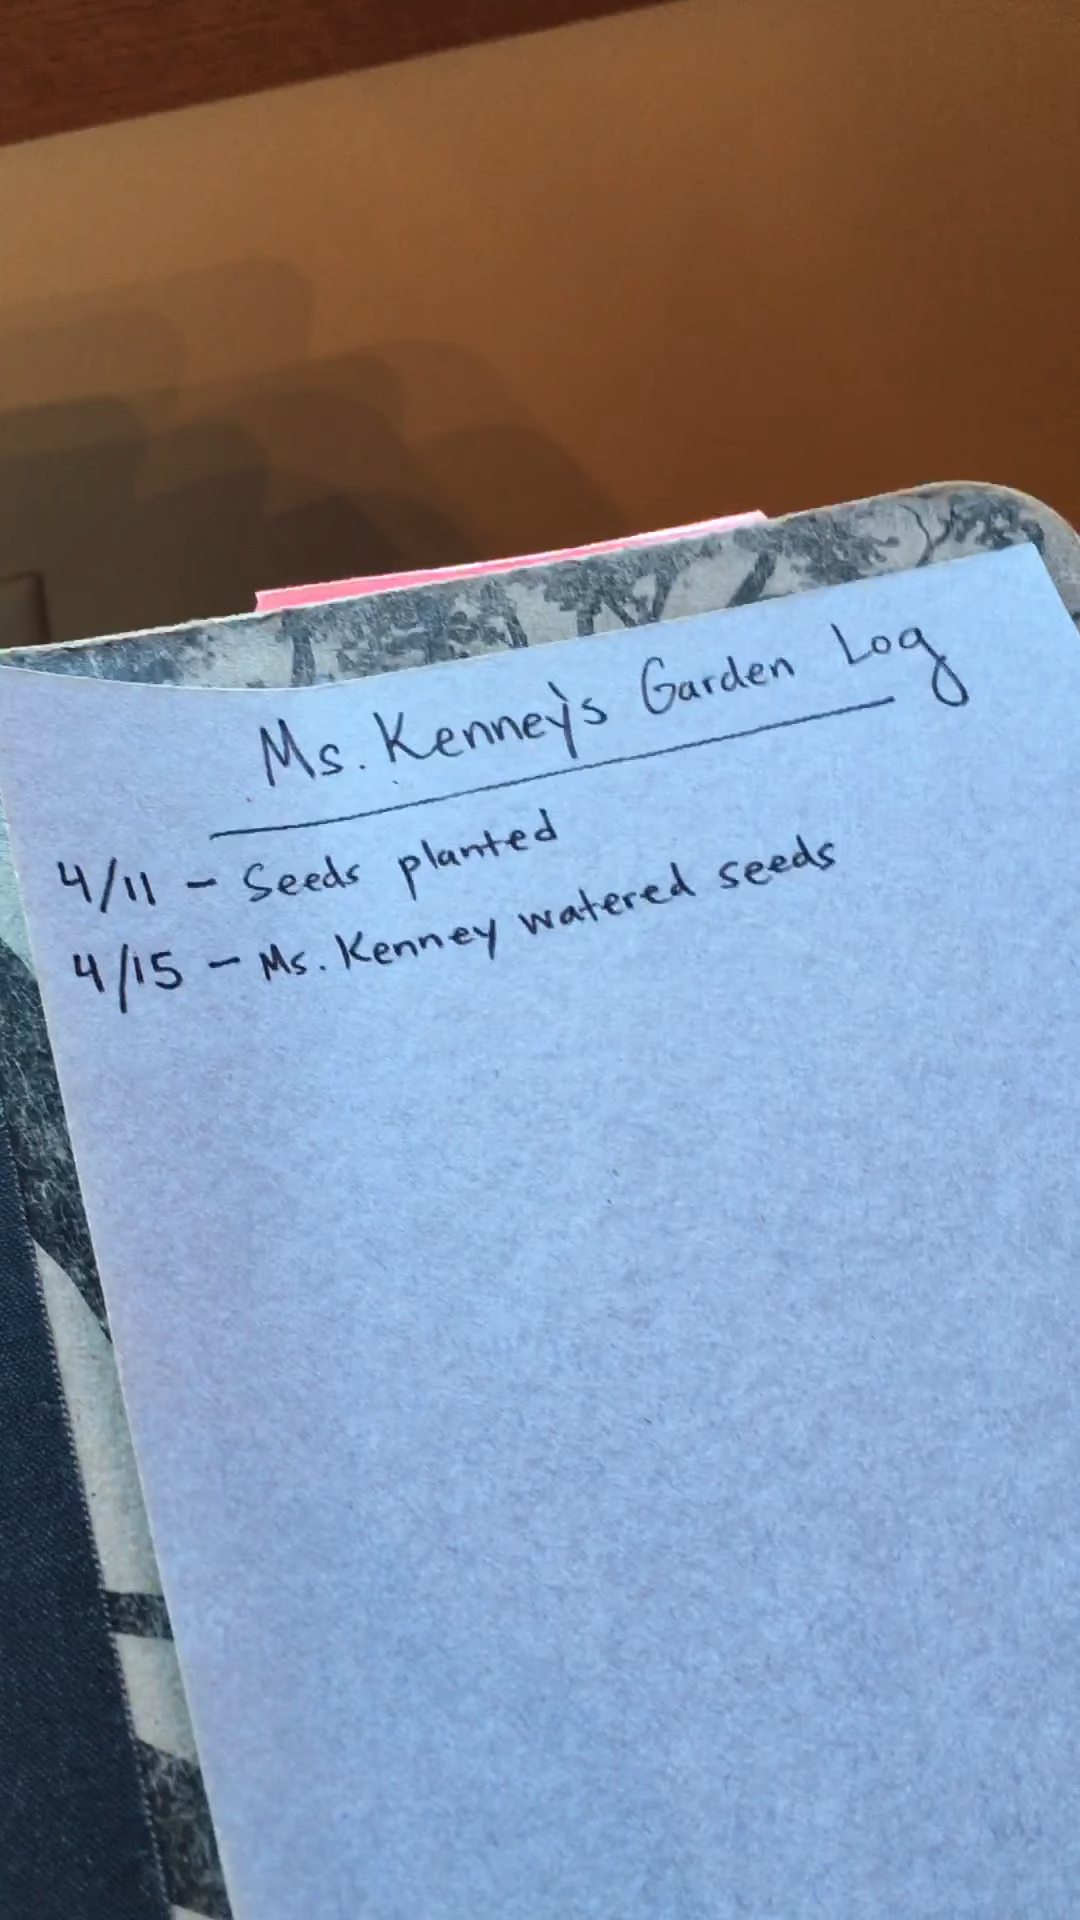 Ms. Kenney's Garden Log
4/11 - Seeds planted
4/15 - Ms. Kenney watered seeds